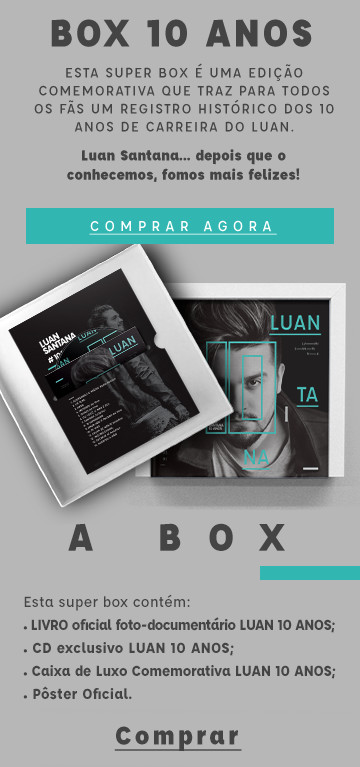 BOX 10 ANOS
ESTA SUPER BOX É UMA EDIÇÃO
COMEMORATIVA QUE TRAZ PARA TODOS
OS FÃS UM REGISTRO HISTÓRICO DOS 10
ANOS DE CARREIRA DO LUAN.
Luan Santana... depois que o
conhecemos, fomos mais felizes!
COMPRAR AGORA
LUAN
SANTANA
LUAN
LUAN
TA
NA
A BOX
Esta super box contém:
• LIVRO oficial foto-documentário LUAN 10 ANOS;
• CD exclusivo LUAN 10 ANOS;
• Caixa de Luxo Comemorativa LUAN 10 ANOS;
• Pôster Oficial.
Comprar